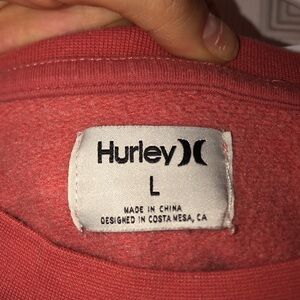 Hurley
L
MADE IN CHINA
DESIGNED IN COSTA MESA, CA